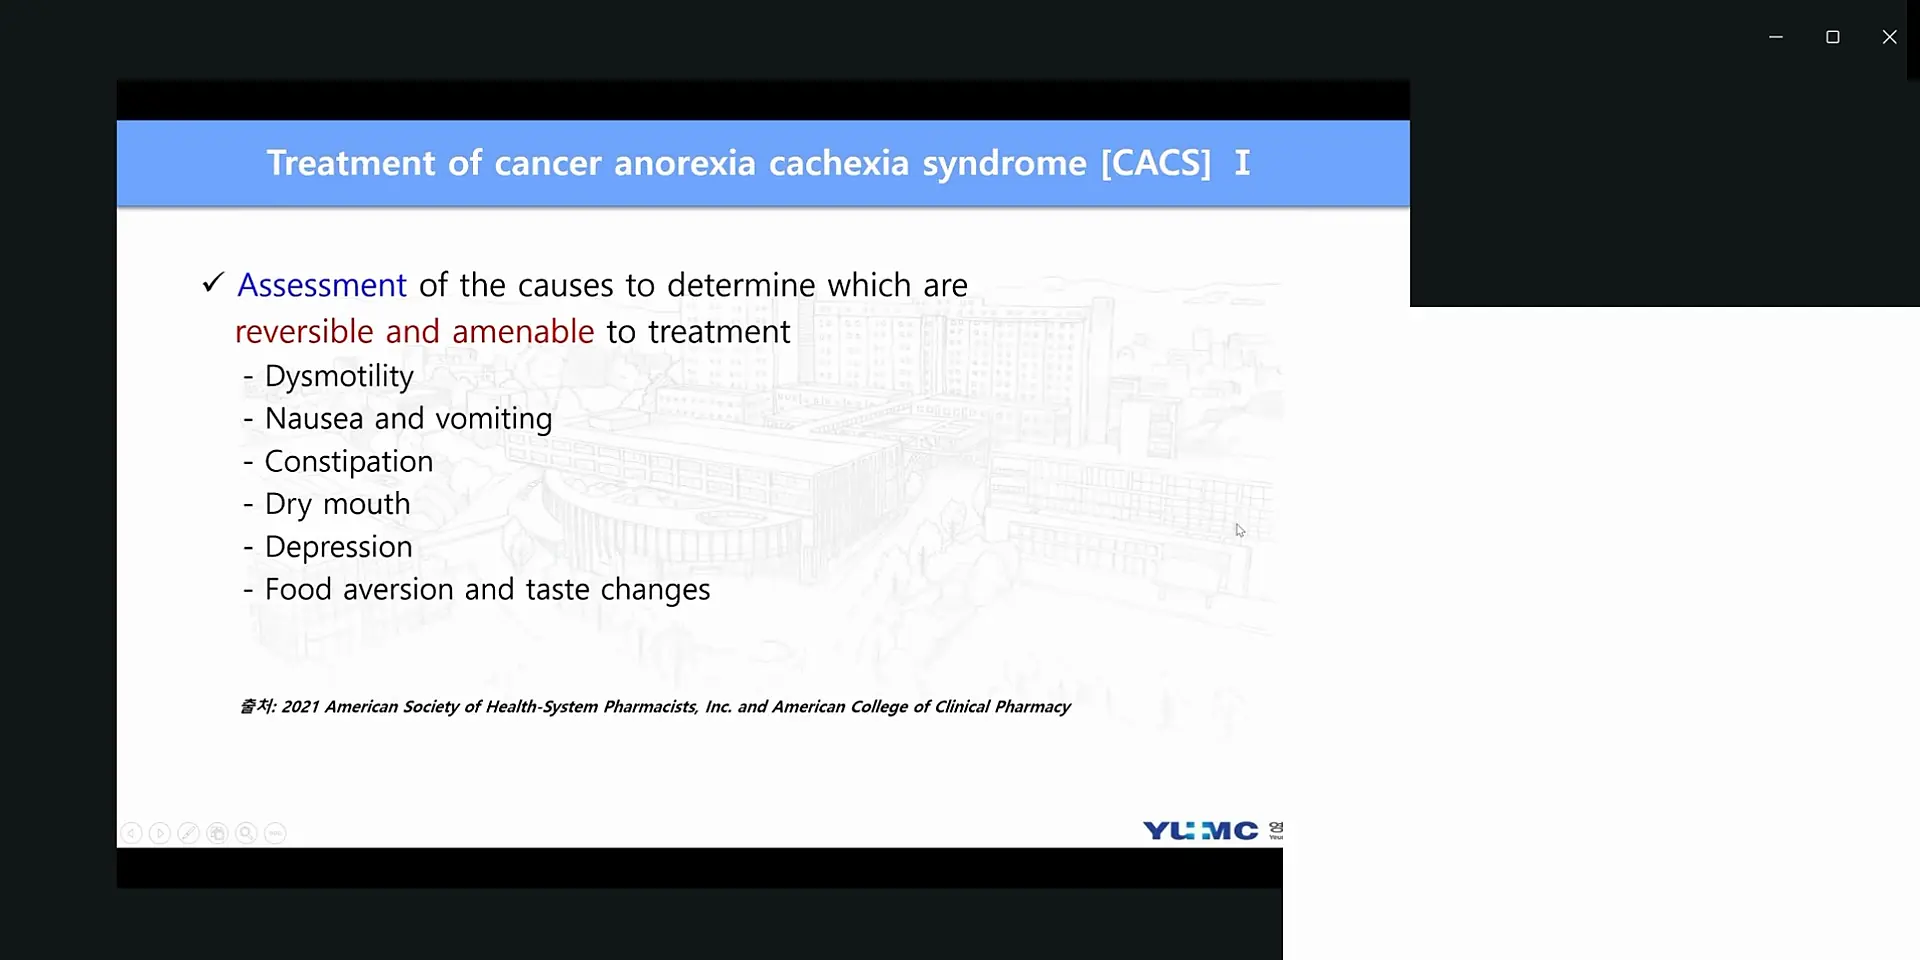 Treatment of cancer anorexia cachexia syndrome [CACS] Ⅰ
✓ Assessment of the causes to determine which are
reversible and amenable to treatment
- Dysmotility
- Nausea and vomiting
- Constipation
- Dry mouth
- Depression
- Food aversion and taste changes
출처: 2021 American Society of Health-System Pharmacists, Inc. and American College of Clinical Pharmacy
YUMC 영